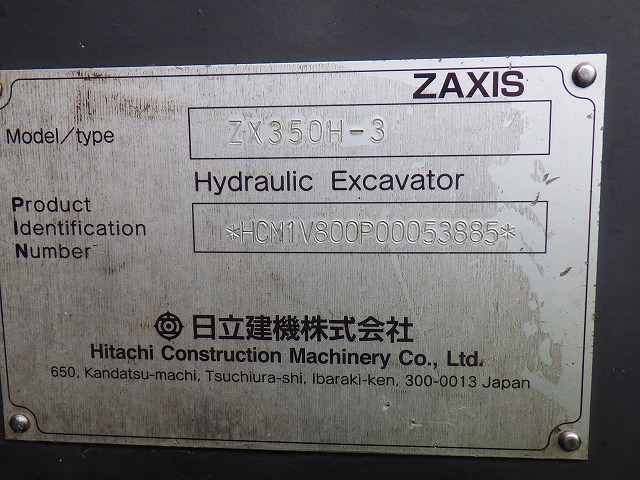 ZAXIS
Model/type
ZX350H-3
Hydraulic Excavator
Product
Identification
Number
*HCM1V800P00053885*
日立建機株式会社
Hitachi Construction Machinery Co., Ltd.
650, Kandatsu-machi, Tsuchiura-shi, Ibaraki-ken, 300-0013 Japan